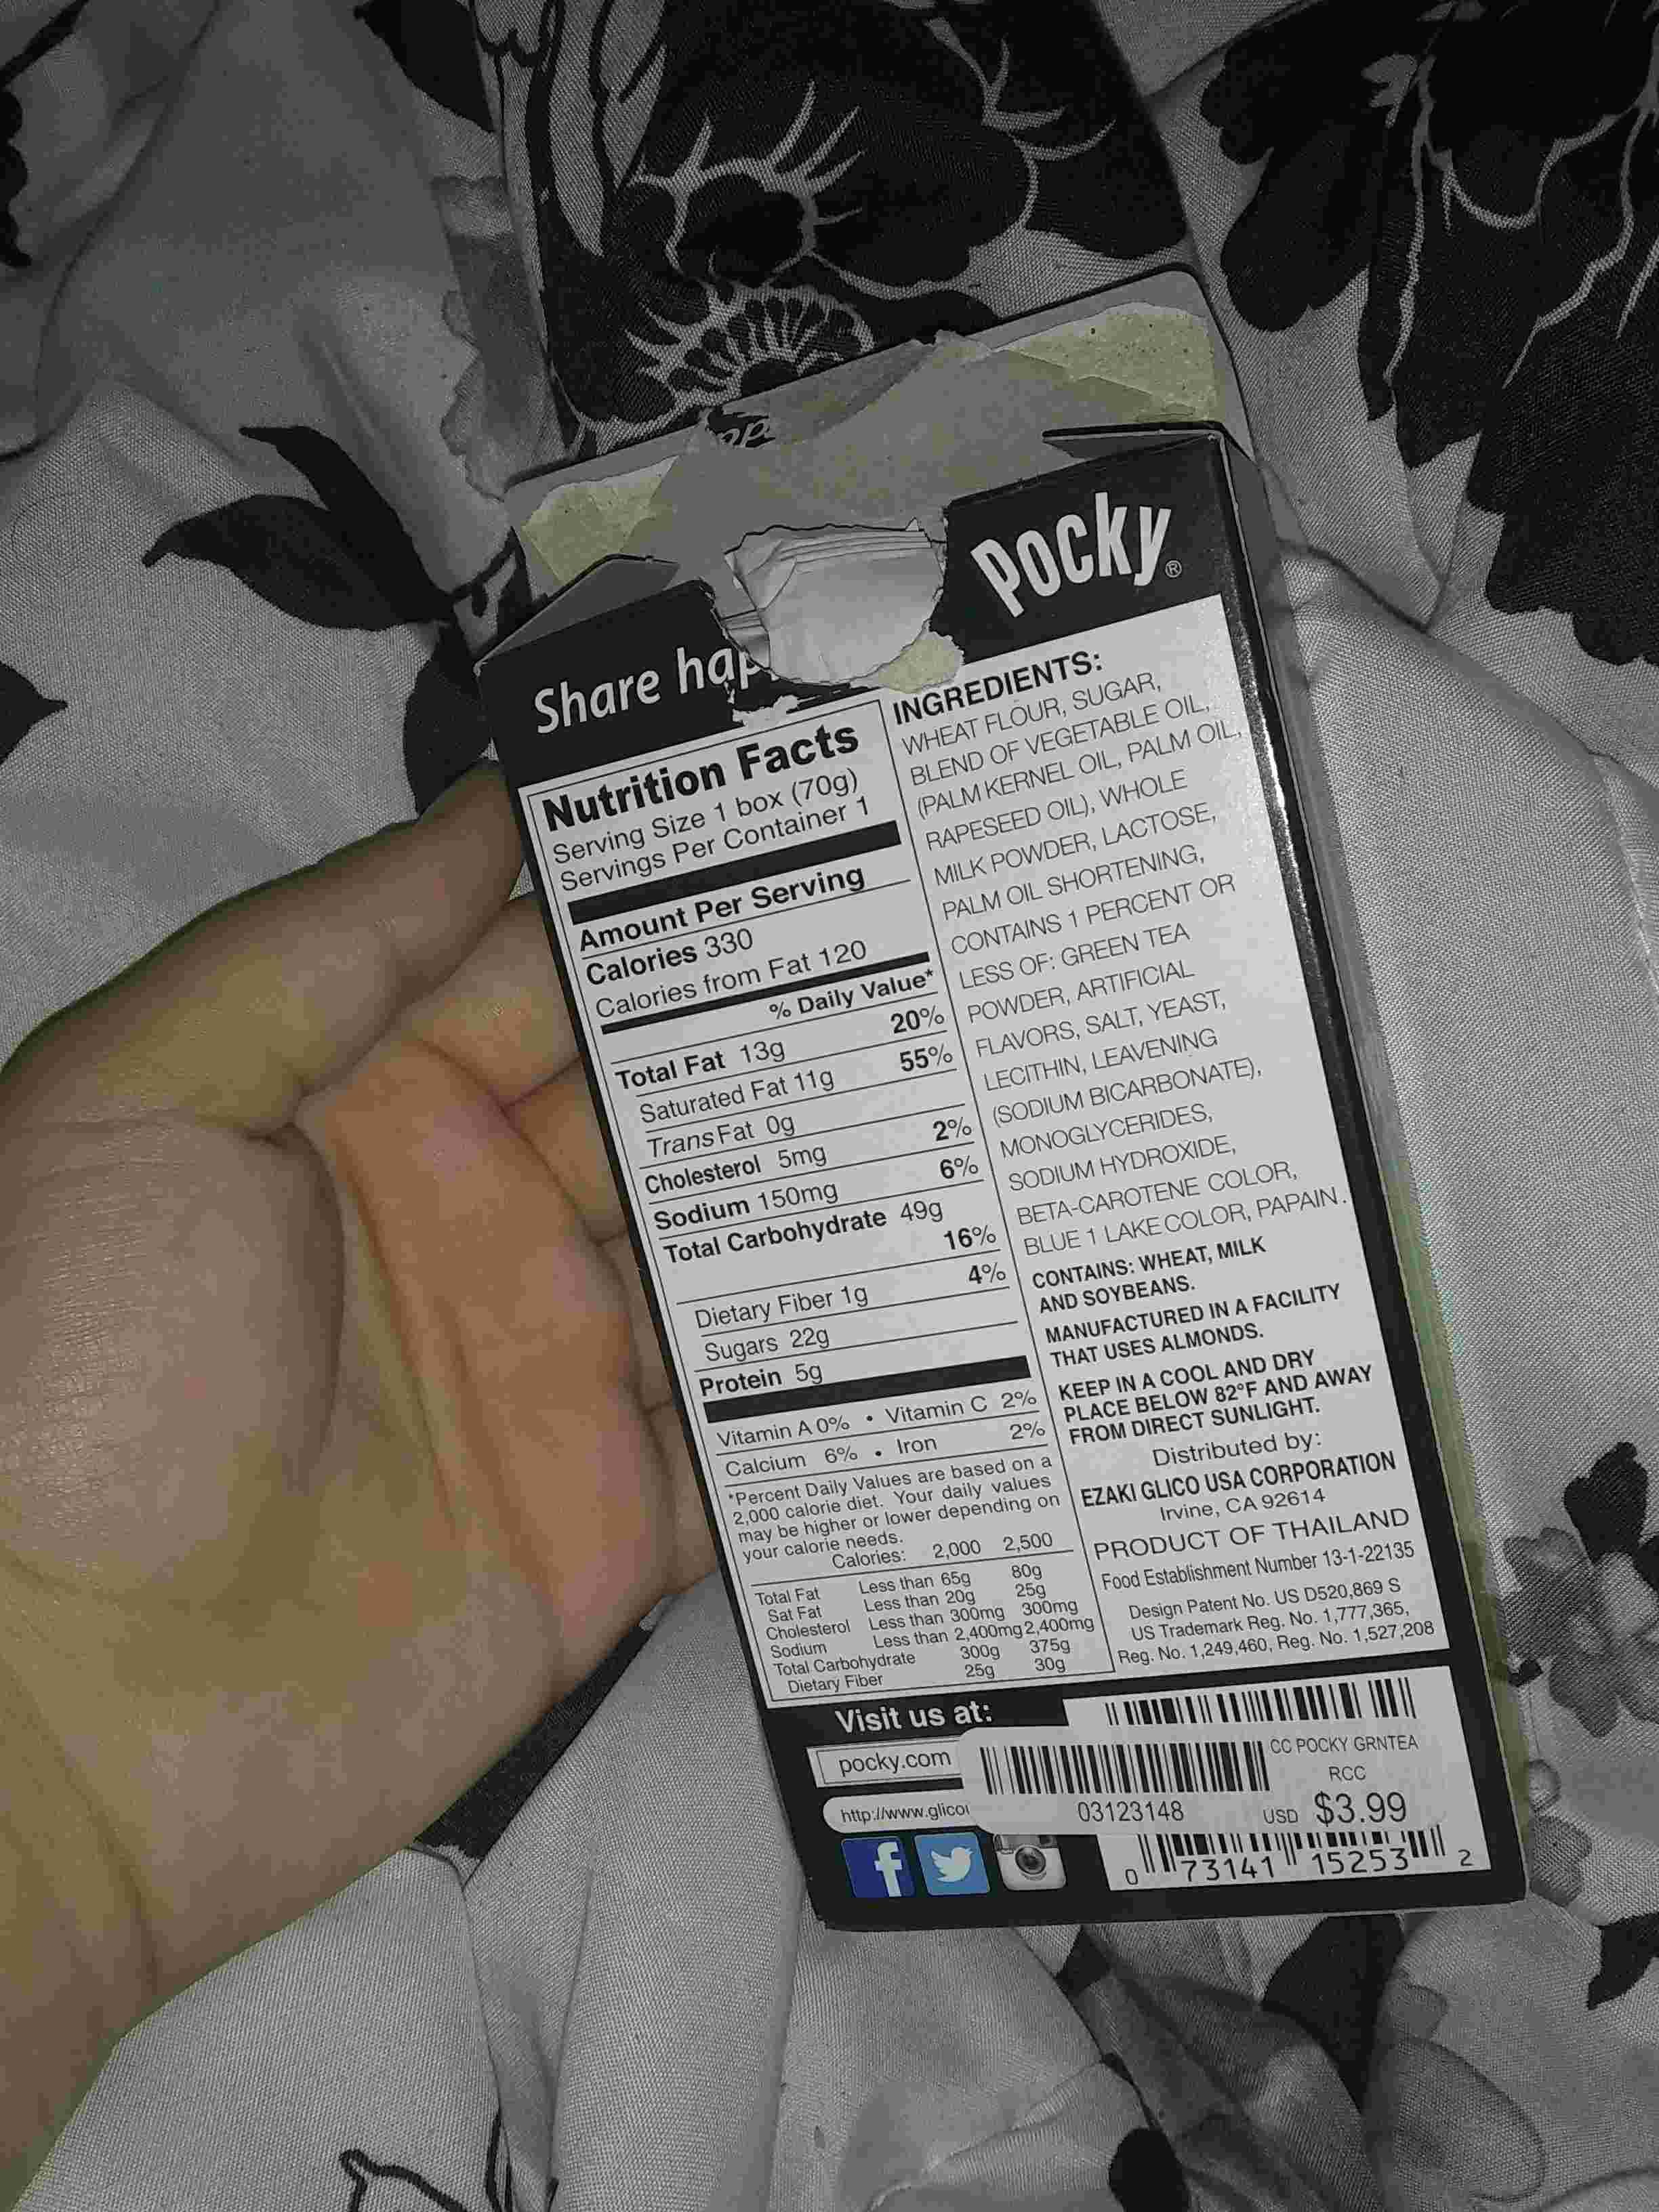 pocky®
Share
Nutrition Facts
Serving Size 1 box (70g)
Servings Per Container 1
Amount Per Serving
Calories 330
Calories from Fat 120
% Daily Value*
Total Fat 13g 20%
Saturated Fat 11g 55%
Trans Fat 0g
Cholesterol 5mg 2%
Sodium 150mg 6%
Total Carbohydrate 49g
16%
Dietary Fiber 1g 4%
Sugars 22g
Protein 5g
Vitamin A 0% • Vitamin C 2%
Calcium 6% • Iron 2%
*Percent Daily Values are based on a
2,000 calorie diet. Your daily values
may be higher or lower depending on
your calorie needs.
Calories: 2,000 2,500
Total Fat Less than 65g 80g
Sat Fat Less than 20g 25g
Cholesterol Less than 300mg 300mg
Sodium Less than 2,400mg 2,400mg
Total Carbohydrate 300g 375g
Dietary Fiber 25g 30g
INGREDIENTS:
WHEAT FLOUR, SUGAR,
BLEND OF VEGETABLE OIL,
(PALM KERNEL OIL, PALM OIL,
RAPESEED OIL), WHOLE
MILK POWDER, LACTOSE,
PALM OIL SHORTENING,
CONTAINS 1 PERCENT OR
LESS OF: GREEN TEA
POWDER, ARTIFICIAL
FLAVORS, SALT, YEAST,
LECITHIN, LEAVENING
(SODIUM BICARBONATE),
MONOGLYCERIDES,
SODIUM HYDROXIDE,
BETA-CAROTENE COLOR,
BLUE 1 LAKE COLOR, PAPAIN.
CONTAINS: WHEAT, MILK
AND SOYBEANS.
MANUFACTURED IN A FACILITY
THAT USES ALMONDS.
KEEP IN A COOL AND DRY
PLACE BELOW 82°F AND AWAY
FROM DIRECT SUNLIGHT.
Distributed by:
EZAKI GLICO USA CORPORATION
Irvine, CA 92614
PRODUCT OF THAILAND
Food Establishment Number 13-1-22135
Design Patent No. US D520,869 S
US Trademark Reg. No. 1,777,365,
Reg. No. 1,249,460, Reg. No. 1,527,208
Visit us at:
pocky.com
CC POCKY GRNTEA
RCC
03123148 USD $3.99
0 73141 15253 2